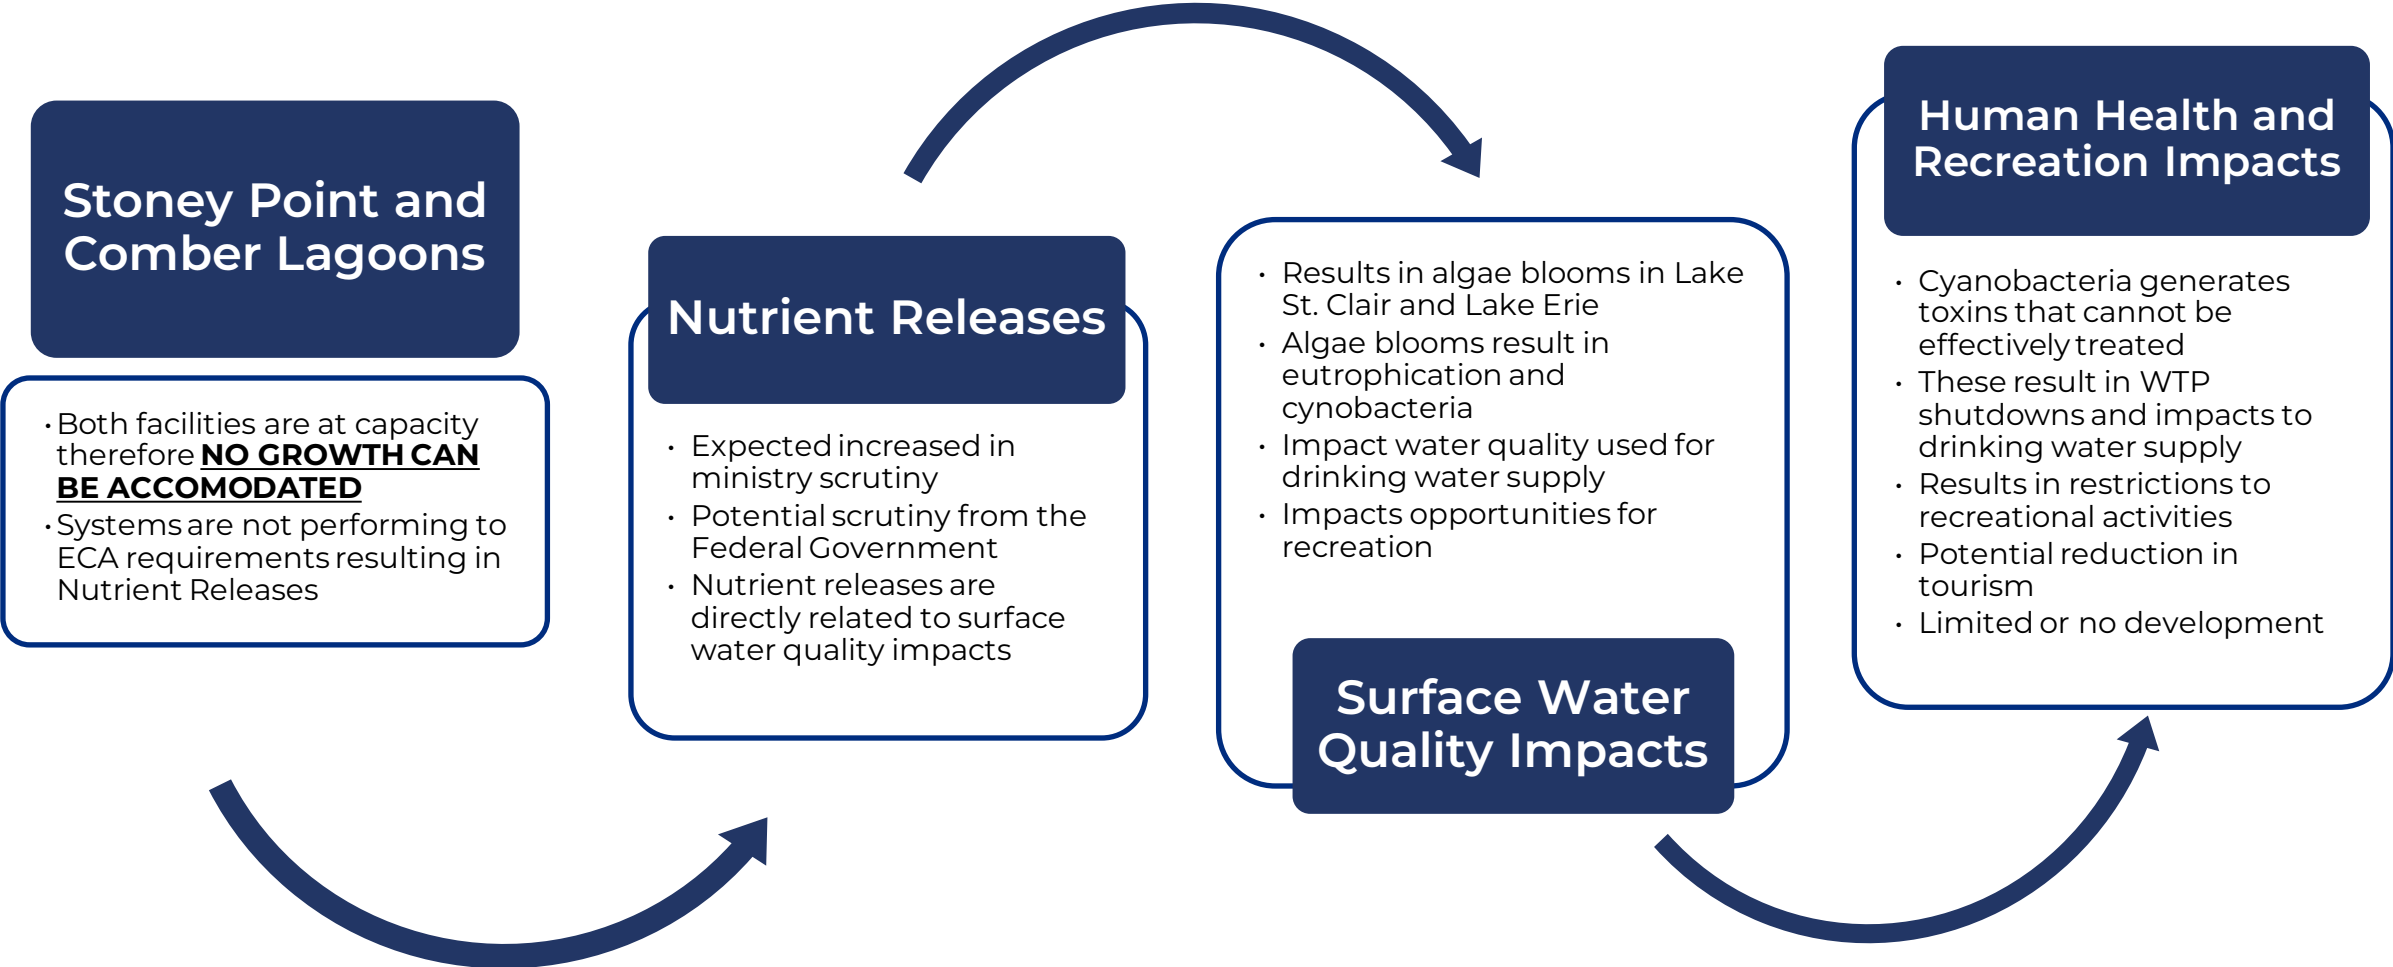 Stoney Point and
Comber Lagoons
· Both facilities are at capacity
therefore NO GROWTH CAN
BE ACCOMODATED
· Systems are not performing to
ECA requirements resulting in
Nutrient Releases
Nutrient Releases
· Expected increased in
ministry scrutiny
· Potential scrutiny from the
Federal Government
· Nutrient releases are
directly related to surface
water quality impacts
· Results in algae blooms in Lake
St. Clair and Lake Erie
· Algae blooms result in
eutrophication and
cynobacteria
· Impact water quality used for
drinking water supply
· Impacts opportunities for
recreation
Surface Water
Quality Impacts
Human Health and
Recreation Impacts
· Cyanobacteria generates
toxins that cannot be
effectively treated
· These result in WTP
shutdowns and impacts to
drinking water supply
· Results in restrictions to
recreational activities
· Potential reduction in
tourism
· Limited or no development